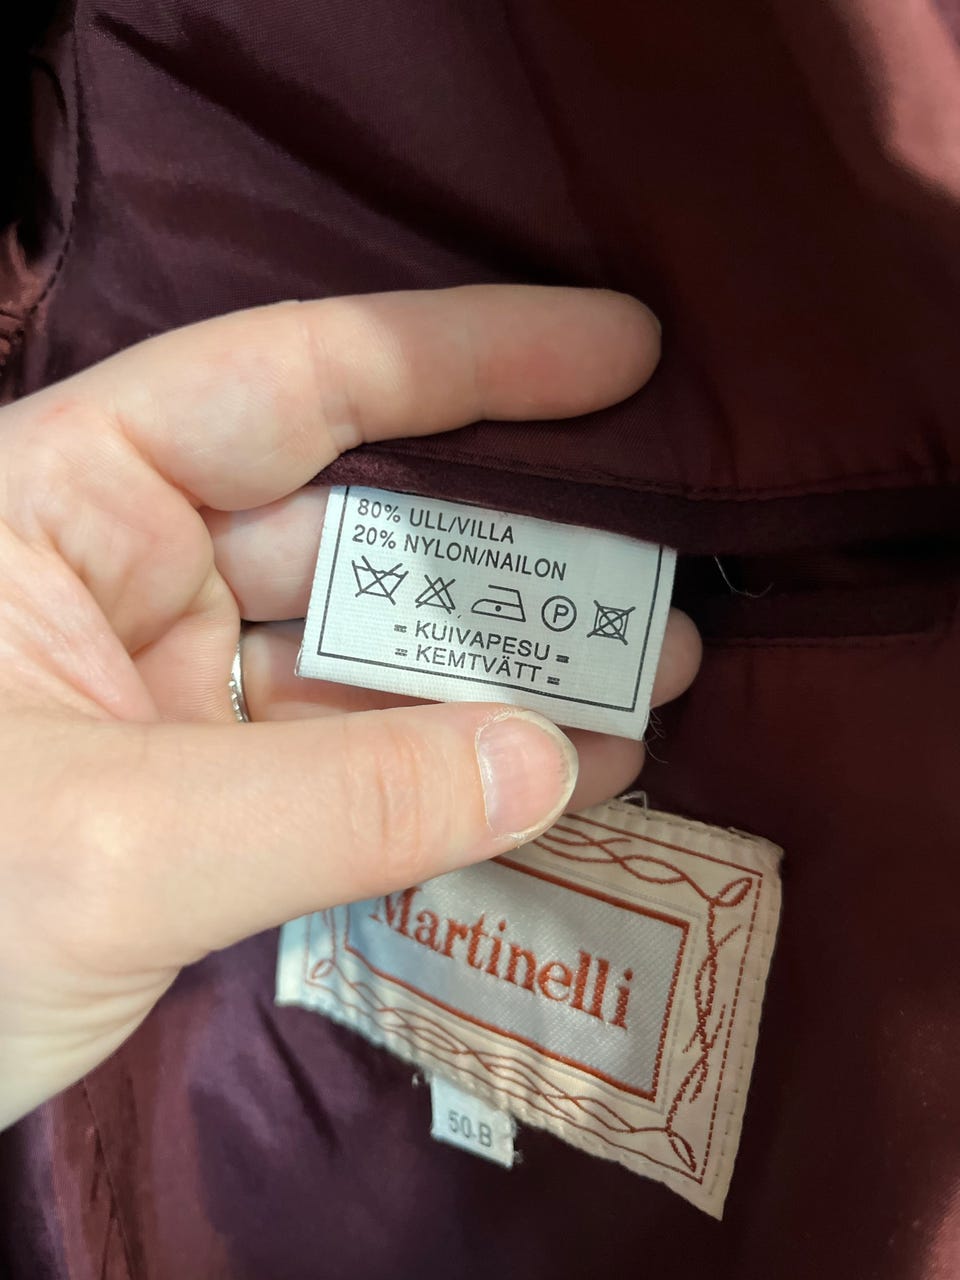 80% ULL/VILLA
20% NYLON/NAILON
P
= KUIVAPESU =
= KEMTVÄTT =
Martinelli
50-B